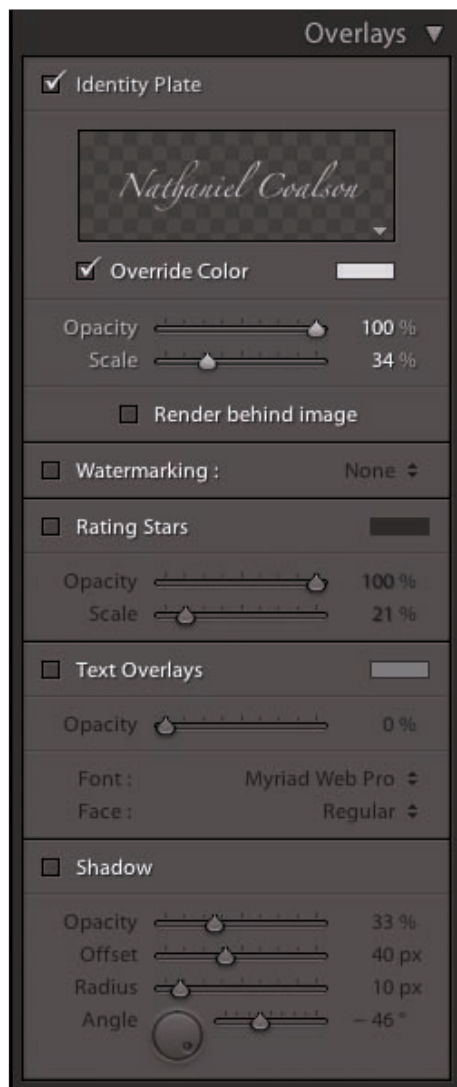 Overlays
Identity Plate
Nathaniel Coalson
Override Color
Opacity 100 %
Scale 34 %
Render behind image
Watermarking : None
Rating Stars
Opacity 100 %
Scale 21 %
Text Overlays
Opacity 0 %
Font : Myriad Web Pro
Face : Regular
Shadow
Opacity 33 %
Offset 40 px
Radius 10 px
Angle – 46 °